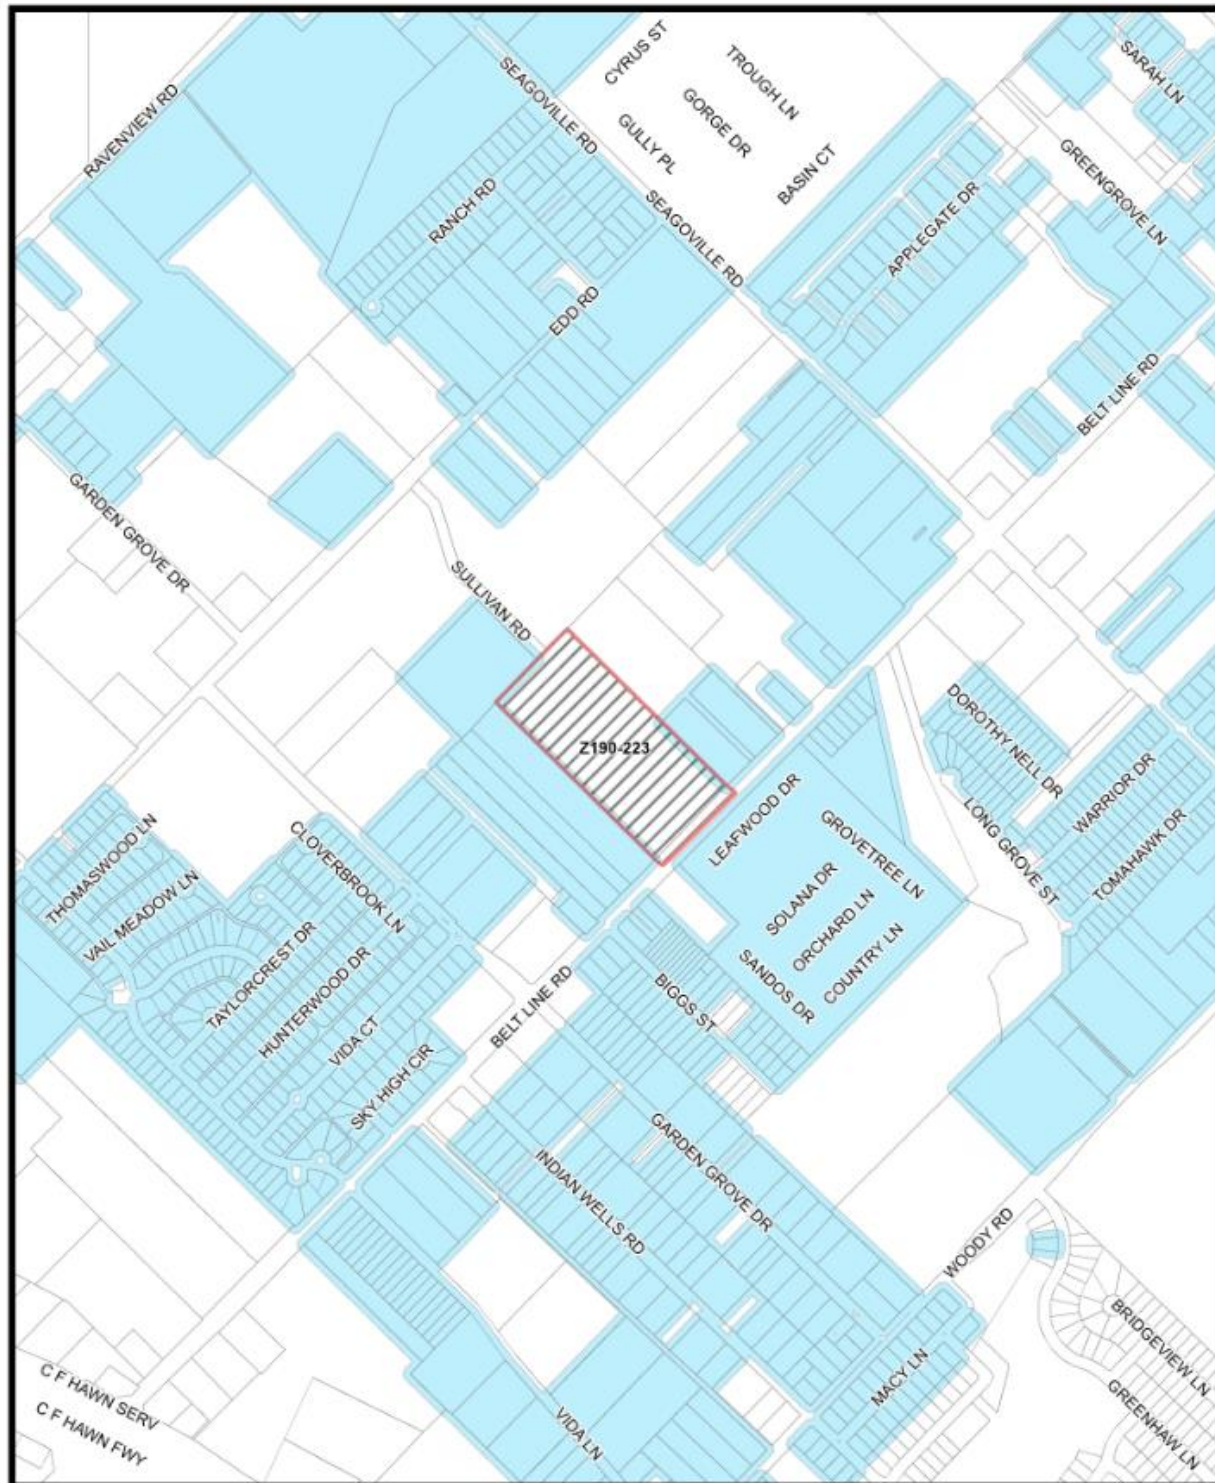 CYRUS ST
TROUGH LN
SARAH LN
SEAGOVILLE RD
RAVENVIEW RD
GORGE DR
GULLY PL
BASIN CT
GREENGROVE LN
RANCH RD
SEAGOVILLE RD
APPLEGATE DR
EDD RD
BELT LINE RD
GARDEN GROVE DR
SULLIVAN RD
Z190-223
DOROTHY NELL DR
WARRIOR DR
LEAFWOOD DR
GROVETREE LN
LONG GROVE ST
TOMAHAWK DR
THOMASWOOD LN
CLOVERBROOK LN
SOLANA DR
VAIL MEADOW LN
ORCHARD LN
COUNTRY LN
TAYLORCREST DR
SANDOS DR
HUNTERWOOD DR
BIGGS ST
BELT LINE RD
VIDA CT
SKY HIGH CIR
GARDEN GROVE DR
INDIAN WELLS RD
WOODY RD
BRIDGEVIEW LN
MACY LN
C F HAWN SERV
GREENHAW LN
C F HAWN FWY
VIDA LN